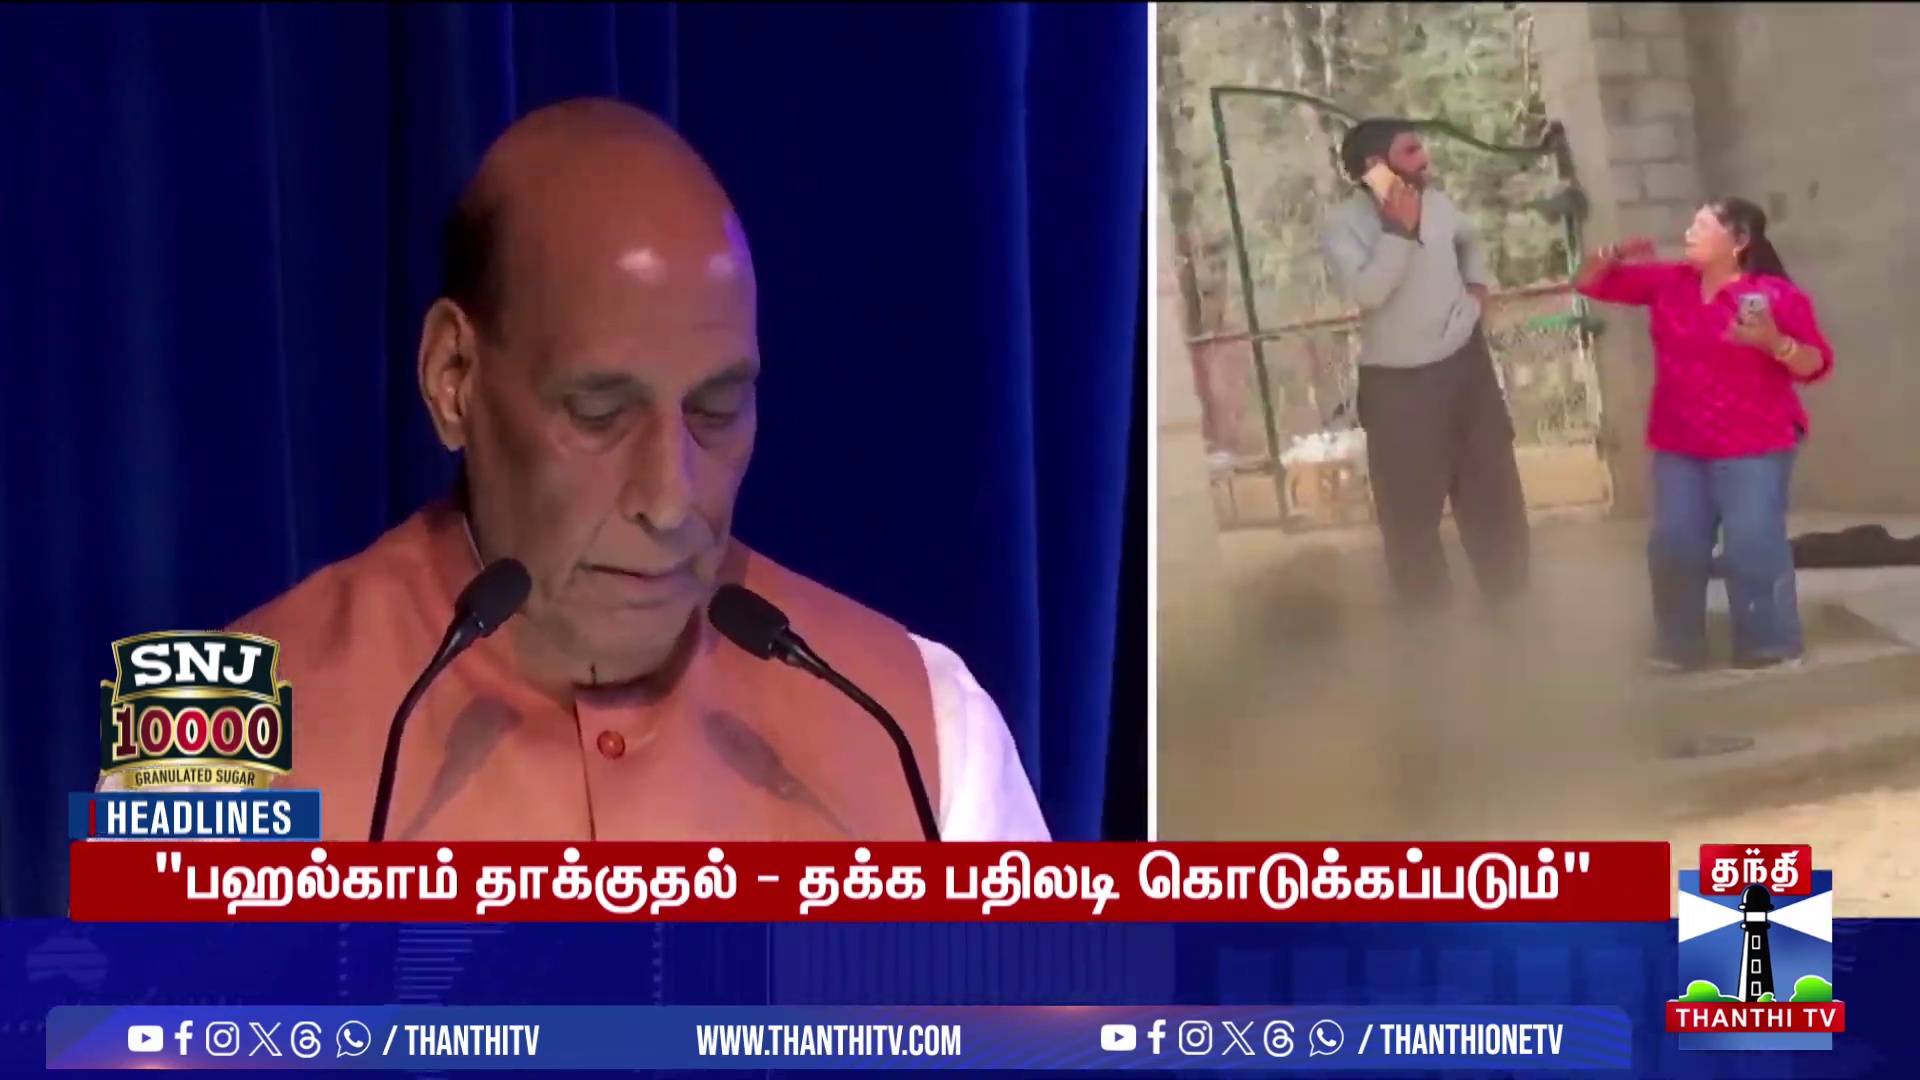 SNJ
10000
GRANULATED SUGAR
HEADLINES
"பஹல்காம் தாக்குதல் - தக்க பதிலடி கொடுக்கப்படும்"
தந்தி
THANTHI TV
/ THANTHITV
WWW.THANTHITV.COM
/ THANTHIONETV